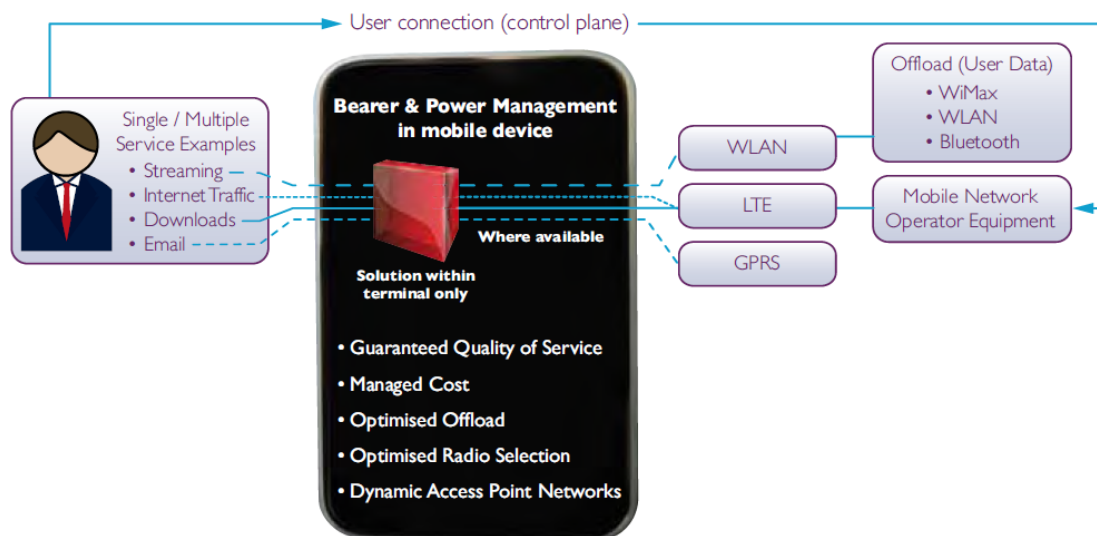 User connection (control plane)
Single / Multiple
Service Examples
• Streaming
• Internet Traffic
• Downloads
• Email
Bearer & Power Management
in mobile device
Where available
Solution within
terminal only
• Guaranteed Quality of Service
• Managed Cost
• Optimised Offload
• Optimised Radio Selection
• Dynamic Access Point Networks
WLAN
LTE
GPRS
Offload (User Data)
• WiMax
• WLAN
• Bluetooth
Mobile Network
Operator Equipment